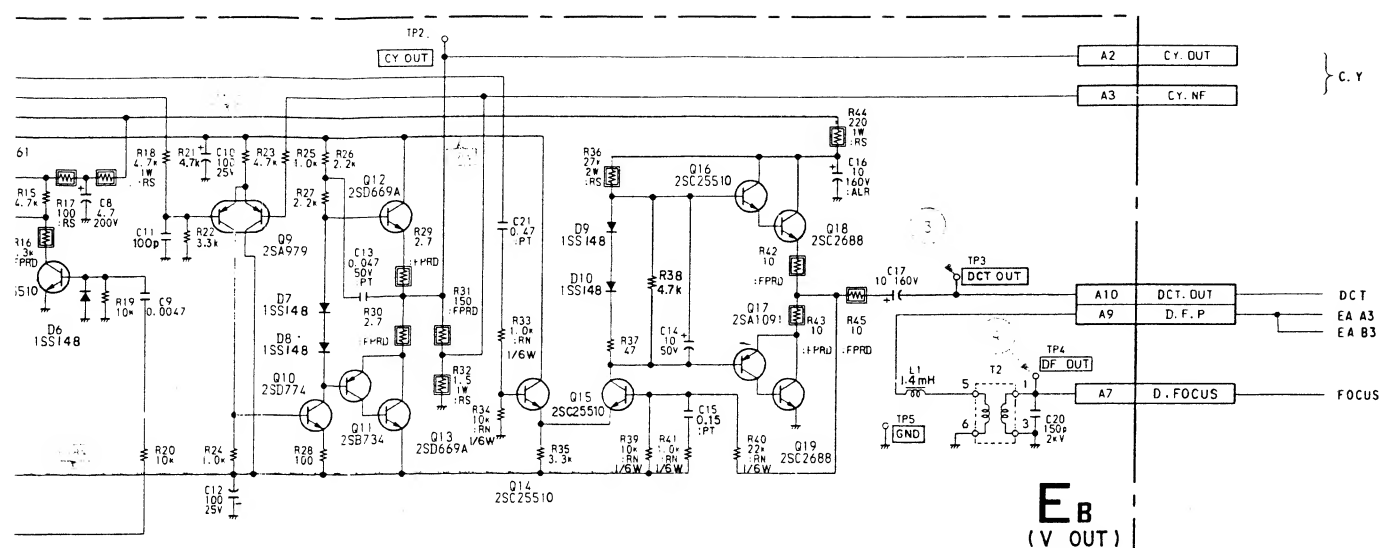 TP2.
CY OUT
A2 CY. OUT
A3 CY. NF
C. Y
R44
220
1W
:RS
C16
10
160V
:ALR
61
R15
4.7k
R17
100
:RS
C8
4.7
200V
R18
4.7k
1W
:RS
R21
4.7k
C10
100
25V
R23
4.7k
R25
1.0k
R26
2.2k
R27
2.2k
Q12
2SD669A
R29
2.7
:FPRD
C21
0.47
:PT
R36
27k
2W
:RS
Q16
2SC25510
D9
1SS148
D10
1SS148
R38
4.7k
Q18
2SC2688
R42
10
:FPRD
3
R16
.3k
FPRD
5510
C11
100p
R22
3.3k
Q9
2SA979
C13
0.047
50V
:PT
R30
2.7
:FPRD
R31
150
:FPRD
D7
1SS148
D8
1SS148
R33
1.0k
:RN
1/6W
R37
47
C14
10
50V
Q17
2SA1091
R43
10
:FPRD
R45
10
:FPRD
C17
10 160V
TP3
DCT OUT
A10 DCT. OUT
A9 D. F. P
DCT
EA A3
EA B3
D6
1SS148
R19
10k
C9
0.0047
Q10
2SD774
Q11
2SB734
R32
1.5
1W
:RS
Q13
2SD669A
R34
10k
:RN
1/6W
Q15
2SC25510
C15
0.15
:PT
L1
1.4mH
T2
5
6
1
3
TP4
DF OUT
A7 D. FOCUS
FOCUS
TP5
GND
C20
150p
2kV
R20
10k
R24
1.0k
R28
100
R35
3.3k
R39
10k
:RN
1/6W
R41
1.0k
:RN
1/6W
R40
22k
:RN
1/6W
Q19
2SC2688
C12
100
25V
Q14
2SC25510
EB
(V OUT)